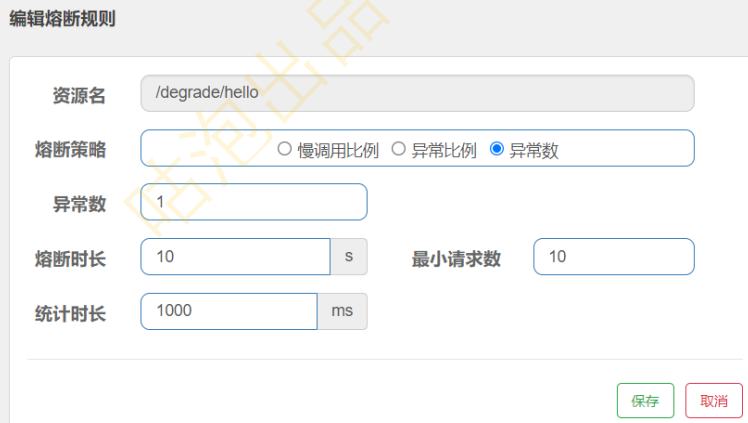 编辑熔断规则
资源名 /degrade/hello
熔断策略 慢调用比例 异常比例 异常数
异常数 1
熔断时长 10 s 最小请求数 10
统计时长 1000 ms
保存 取消
咕泡出品